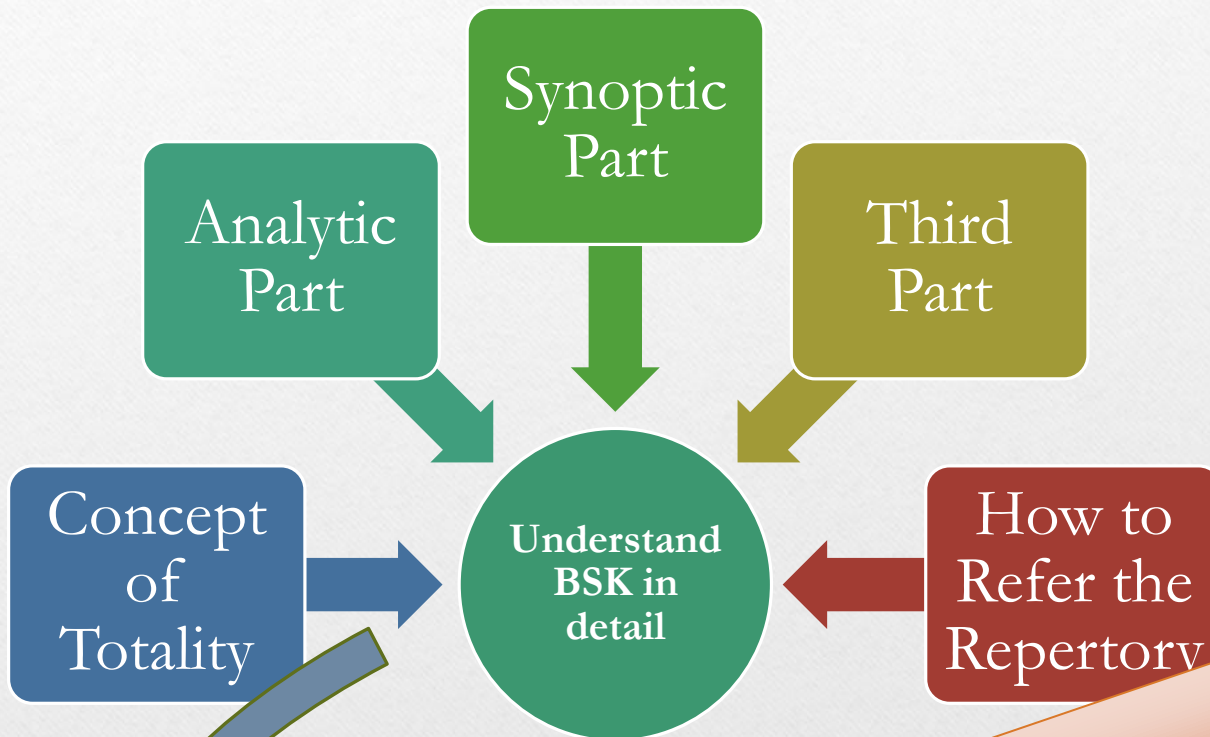 Synoptic
Part
Analytic
Part
Third
Part
Concept
of
Totality
Understand
BSK in
detail
How to
Refer the
Repertory